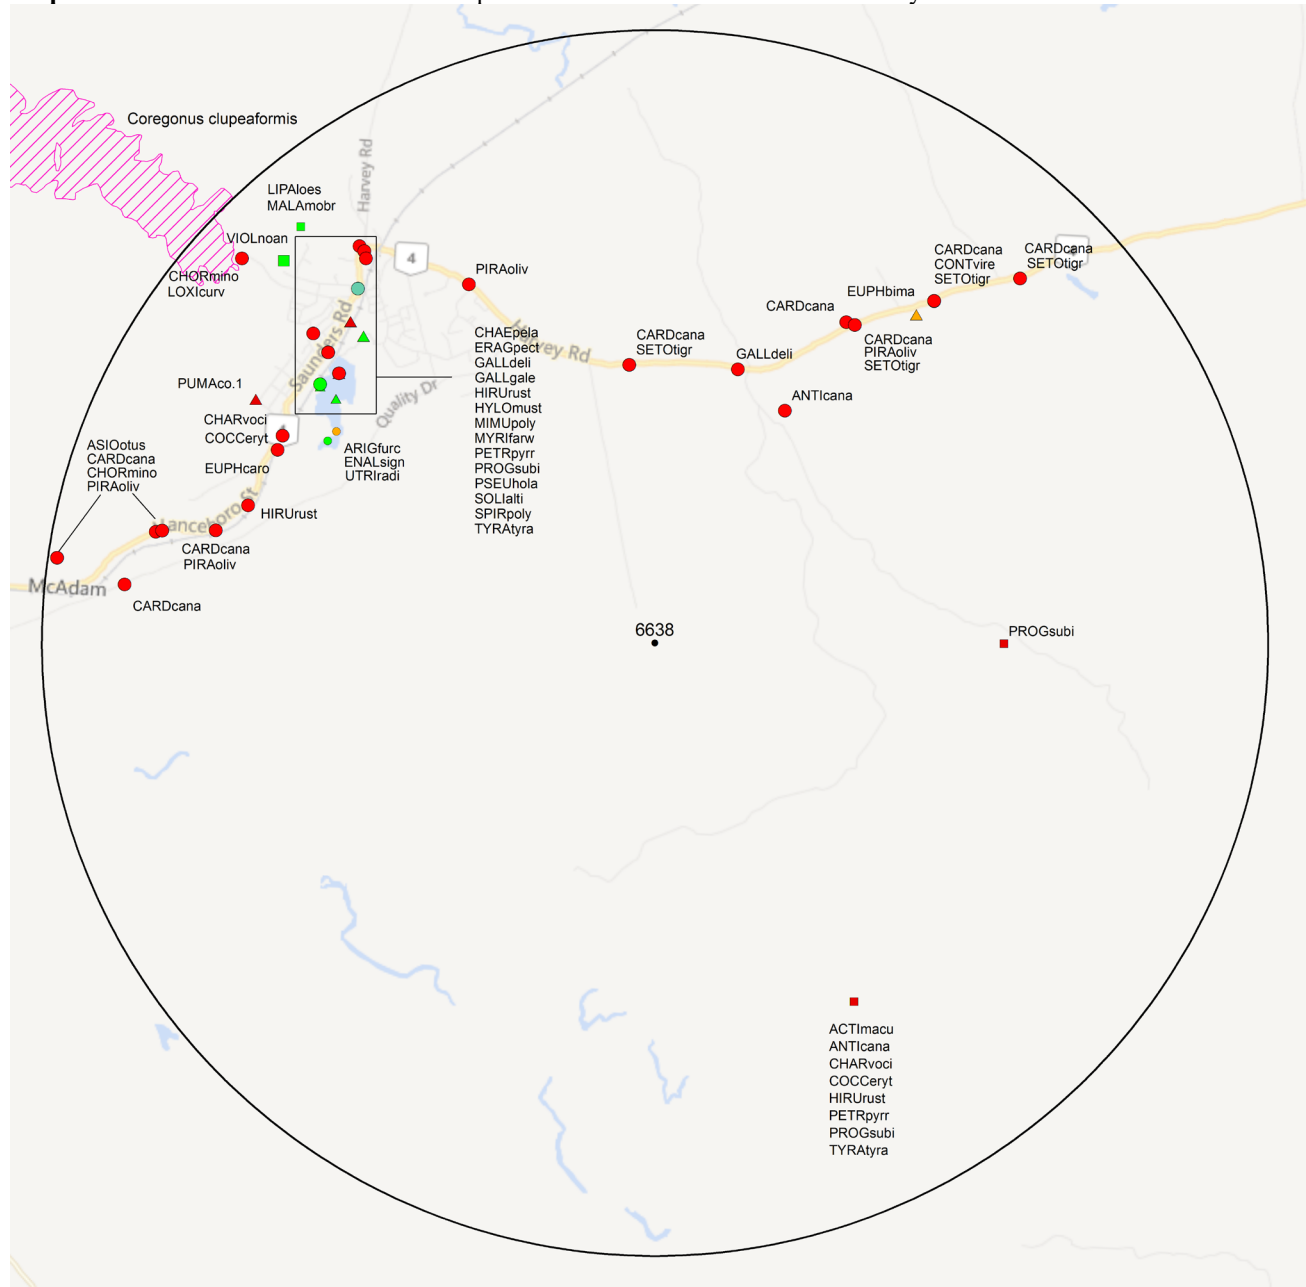 Coregonus clupeaformis
Harvey Rd
LIPAloes
MALAmobr
VIOLnoan
CHORmino
LOXIcurv
4
PIRAoliv
CARDcana
CONTvire
SETOtigr
CARDcana
SETOtigr
EUPHbima
CARDcana
CARDcana
PIRAoliv
SETOtigr
Harvey Rd
CARDcana
SETOtigr
GALLdeli
ANTIcana
Saunders Rd
Quality Dr
CHAEpela
ERAGpect
GALLdeli
GALLgale
HIRUrust
HYLOmust
MIMUpoly
MYRIfarw
PETRpyrr
PROGsubi
PSEUhola
SOLIalti
SPIRpoly
TYRAtyra
PUMAco.1
CHARvoci
COCCeryt
EUPHcaro
ARIGfurc
ENALsign
UTRIradi
ASIOotus
CARDcana
CHORmino
PIRAoliv
HIRUrust
CARDcana
PIRAoliv
McAdam
CARDcana
6638
PROGsubi
ACTImacu
ANTIcana
CHARvoci
COCCeryt
HIRUrust
PETRpyrr
PROGsubi
TYRAtyra